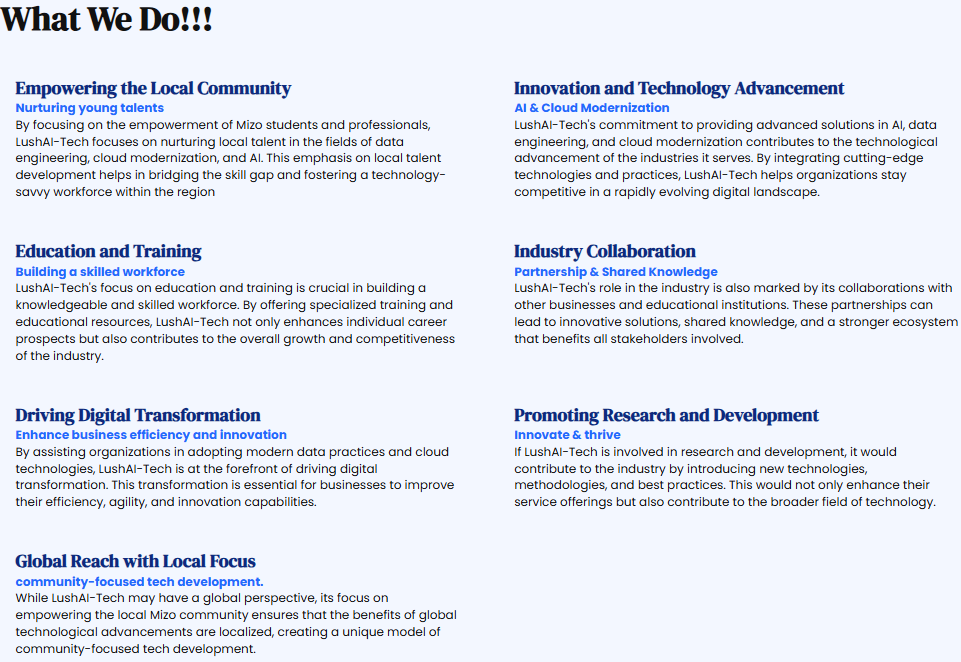 What We Do!!!
Empowering the Local Community
Nurturing young talents
By focusing on the empowerment of Mizo students and professionals,
LushAI-Tech focuses on nurturing local talent in the fields of data
engineering, cloud modernization, and AI. This emphasis on local talent
development helps in bridging the skill gap and fostering a technology-
savvy workforce within the region
Innovation and Technology Advancement
AI & Cloud Modernization
LushAI-Tech's commitment to providing advanced solutions in AI, data
engineering, and cloud modernization contributes to the technological
advancement of the industries it serves. By integrating cutting-edge
technologies and practices, LushAI-Tech helps organizations stay
competitive in a rapidly evolving digital landscape.
Education and Training
Building a skilled workforce
LushAI-Tech's focus on education and training is crucial in building a
knowledgeable and skilled workforce. By offering specialized training and
educational resources, LushAI-Tech not only enhances individual career
prospects but also contributes to the overall growth and competitiveness
of the industry.
Industry Collaboration
Partnership & Shared Knowledge
LushAI-Tech's role in the industry is also marked by its collaborations with
other businesses and educational institutions. These partnerships can
lead to innovative solutions, shared knowledge, and a stronger ecosystem
that benefits all stakeholders involved.
Driving Digital Transformation
Enhance business efficiency and innovation
By assisting organizations in adopting modern data practices and cloud
technologies, LushAI-Tech is at the forefront of driving digital
transformation. This transformation is essential for businesses to improve
their efficiency, agility, and innovation capabilities.
Promoting Research and Development
Innovate & thrive
If LushAI-Tech is involved in research and development, it would
contribute to the industry by introducing new technologies,
methodologies, and best practices. This would not only enhance their
service offerings but also contribute to the broader field of technology.
Global Reach with Local Focus
community-focused tech development.
While LushAI-Tech may have a global perspective, its focus on
empowering the local Mizo community ensures that the benefits of global
technological advancements are localized, creating a unique model of
community-focused tech development.